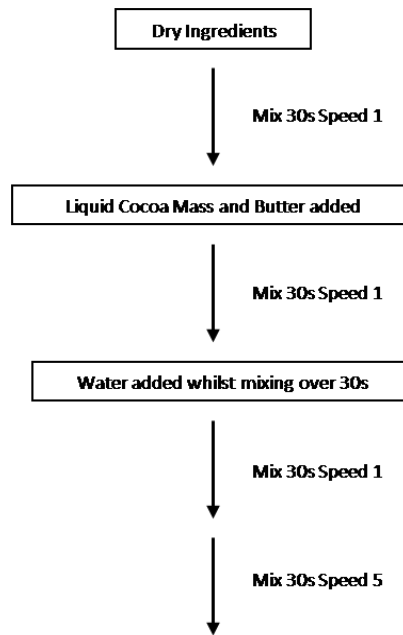 Dry Ingredients
Mix 30s Speed 1
Liquid Cocoa Mass and Butter added
Mix 30s Speed 1
Water added whilst mixing over 30s
Mix 30s Speed 1
Mix 30s Speed 5